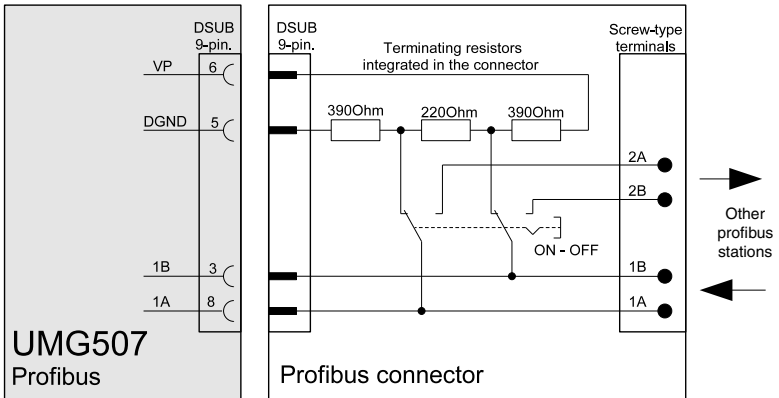 DSUB
9-pin.
VP
6
DGND
5
1B
3
1A
8
UMG507
Profibus
DSUB
9-pin.
Terminating resistors
integrated in the connector
Screw-type
terminals
390Ohm
220Ohm
390Ohm
2A
2B
ON - OFF
1B
1A
Other
profibus
stations
Profibus connector